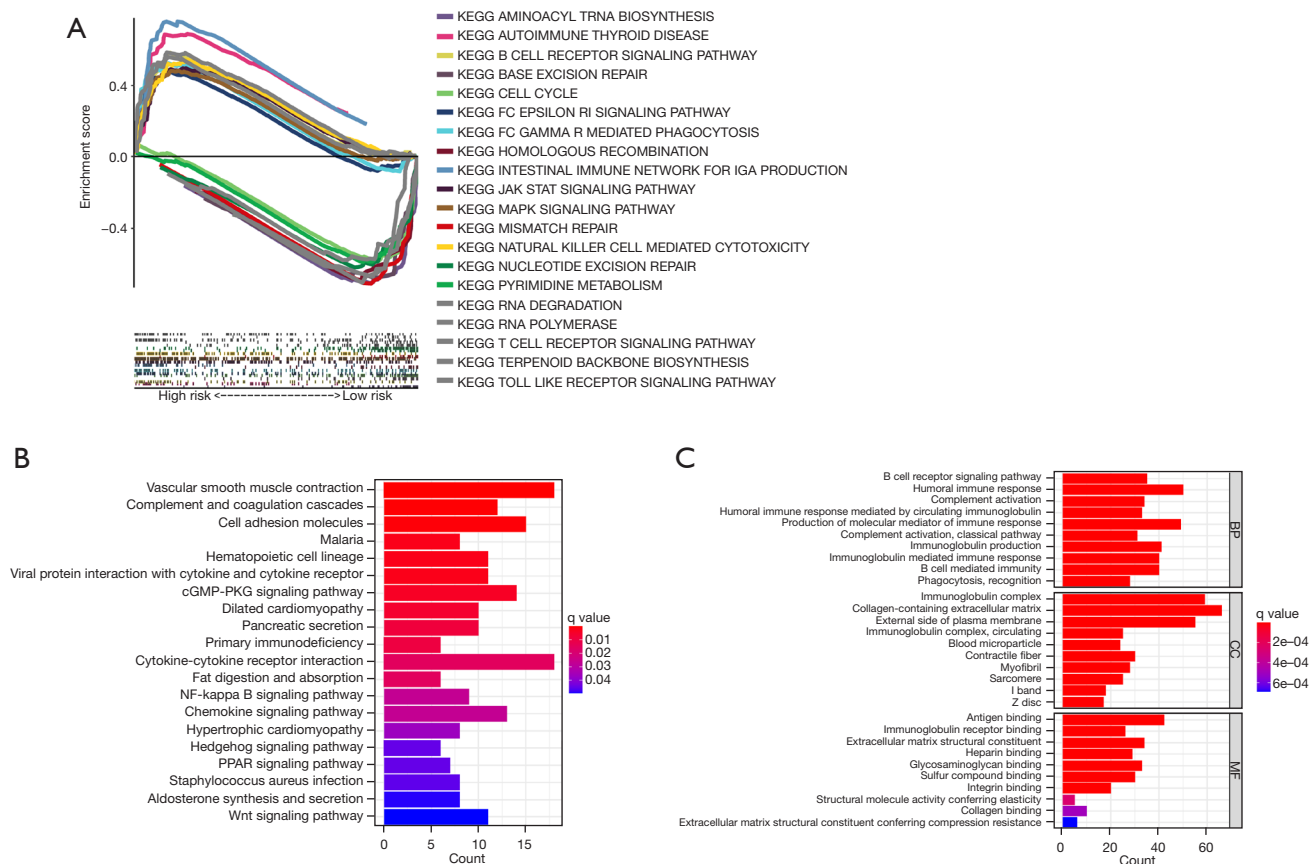 A
Enrichment score
0.4
0.0
−0.4
High risk <--------------------> Low risk
KEGG AMINOACYL TRNA BIOSYNTHESIS
KEGG AUTOIMMUNE THYROID DISEASE
KEGG B CELL RECEPTOR SIGNALING PATHWAY
KEGG BASE EXCISION REPAIR
KEGG CELL CYCLE
KEGG FC EPSILON RI SIGNALING PATHWAY
KEGG FC GAMMA R MEDIATED PHAGOCYTOSIS
KEGG HOMOLOGOUS RECOMBINATION
KEGG INTESTINAL IMMUNE NETWORK FOR IGA PRODUCTION
KEGG JAK STAT SIGNALING PATHWAY
KEGG MAPK SIGNALING PATHWAY
KEGG MISMATCH REPAIR
KEGG NATURAL KILLER CELL MEDIATED CYTOTOXICITY
KEGG NUCLEOTIDE EXCISION REPAIR
KEGG PYRIMIDINE METABOLISM
KEGG RNA DEGRADATION
KEGG RNA POLYMERASE
KEGG T CELL RECEPTOR SIGNALING PATHWAY
KEGG TERPENOID BACKBONE BIOSYNTHESIS
KEGG TOLL LIKE RECEPTOR SIGNALING PATHWAY
B
Vascular smooth muscle contraction
Complement and coagulation cascades
Cell adhesion molecules
Malaria
Hematopoietic cell lineage
Viral protein interaction with cytokine and cytokine receptor
cGMP-PKG signaling pathway
Dilated cardiomyopathy
Pancreatic secretion
Primary immunodeficiency
Cytokine-cytokine receptor interaction
Fat digestion and absorption
NF-kappa B signaling pathway
Chemokine signaling pathway
Hypertrophic cardiomyopathy
Hedgehog signaling pathway
PPAR signaling pathway
Staphylococcus aureus infection
Aldosterone synthesis and secretion
Wnt signaling pathway
0 5 10 15
Count
q value
0.01
0.02
0.03
0.04
C
B cell receptor signaling pathway
Humoral immune response
Complement activation
Humoral immune response mediated by circulating immunoglobulin
Production of molecular mediator of immune response
Complement activation, classical pathway
Immunoglobulin production
Immunoglobulin mediated immune response
B cell mediated immunity
Phagocytosis, recognition
BP
Immunoglobulin complex
Collagen-containing extracellular matrix
External side of plasma membrane
Immunoglobulin complex, circulating
Blood microparticle
Contractile fiber
Myofibril
Sarcomere
I band
Z disc
CC
Antigen binding
Immunoglobulin receptor binding
Extracellular matrix structural constituent
Heparin binding
Glycosaminoglycan binding
Sulfur compound binding
Integrin binding
Structural molecule activity conferring elasticity
Collagen binding
Extracellular matrix structural constituent conferring compression resistance
MF
0 20 40 60
Count
q value
2e−04
4e−04
6e−04